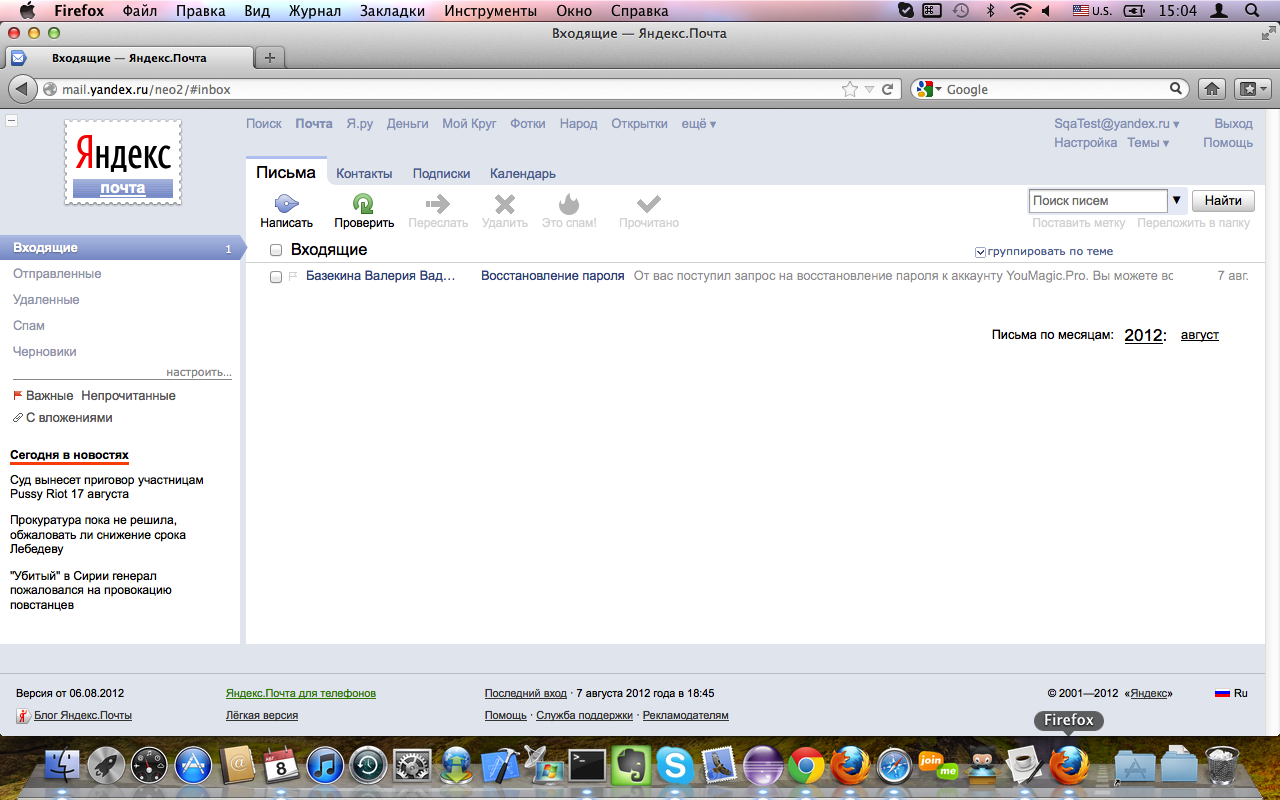 Firefox Файл Правка Вид Журнал Закладки Инструменты Окно Справка U.S. 15:04
Входящие — Яндекс.Почта
Входящие — Яндекс.Почта
mail.yandex.ru/neo2/#inbox Google
Поиск Почта Я.ру Деньги Мой Круг Фотки Народ Открытки ещё SqaTest@yandex.ru Выход
Настройка Темы Помощь
Яндекс
почта
Письма Контакты Подписки Календарь
Написать Проверить Переслать Удалить Это спам! Прочитано
Поиск писем Найти
Поставить метку Переложить в папку
Входящие 1
Отправленные
Удаленные
Спам
Черновики
настроить...
Важные Непрочитанные
С вложениями
Входящие группировать по теме
Базекина Валерия Вад… Восстановление пароля От вас поступил запрос на восстановление пароля к аккаунту YouMagic.Pro. Вы можете вс 7 авг.
Письма по месяцам: 2012: август
Сегодня в новостях
Суд вынесет приговор участницам
Pussy Riot 17 августа
Прокуратура пока не решила,
обжаловать ли снижение срока
Лебедеву
"Убитый" в Сирии генерал
пожаловался на провокацию
повстанцев
Версия от 06.08.2012 Яндекс.Почта для телефонов Последний вход · 7 августа 2012 года в 18:45 © 2001—2012 «Яндекс» Ru
Блог Яндекс.Почты Лёгкая версия Помощь · Служба поддержки · Рекламодателям
Firefox
АВГ
8
join
me